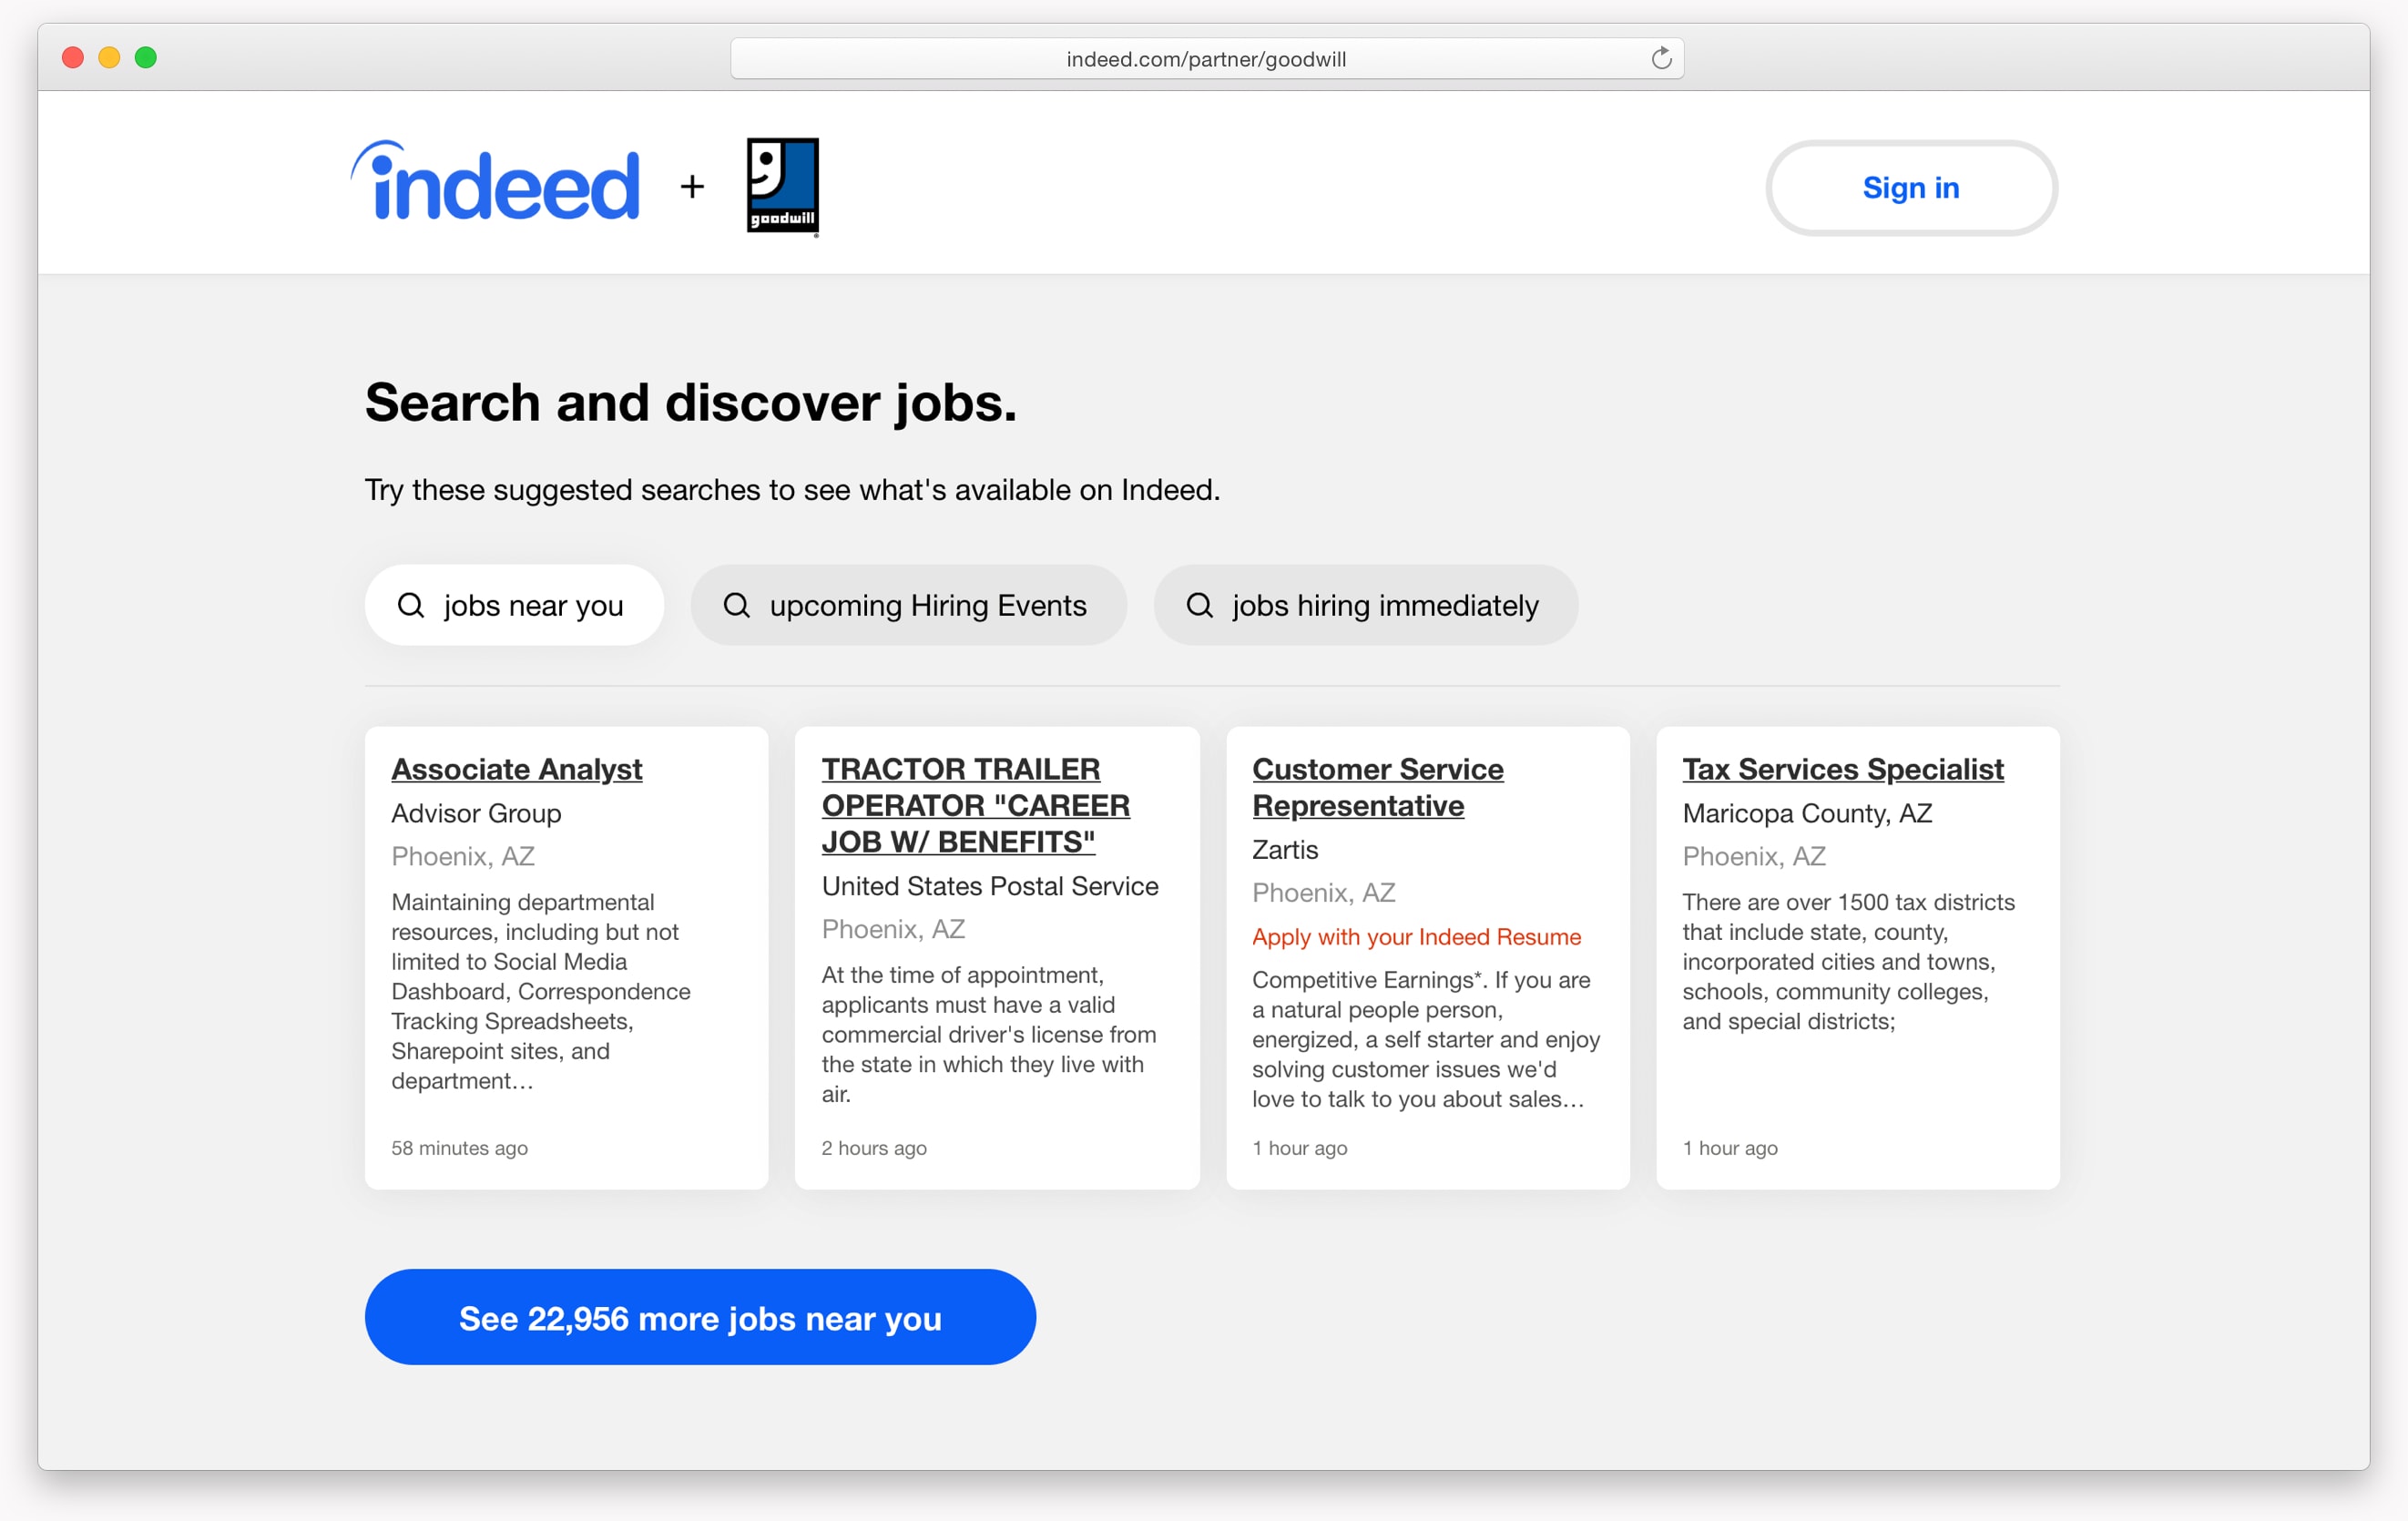 indeed.com/partner/goodwill
indeed
+
goodwill
Sign in
Search and discover jobs.
Try these suggested searches to see what's available on Indeed.
jobs near you
upcoming Hiring Events
jobs hiring immediately
Associate Analyst
Advisor Group
Phoenix, AZ
Maintaining departmental
resources, including but not
limited to Social Media
Dashboard, Correspondence
Tracking Spreadsheets,
Sharepoint sites, and
department…
58 minutes ago
TRACTOR TRAILER
OPERATOR "CAREER
JOB W/ BENEFITS"
United States Postal Service
Phoenix, AZ
At the time of appointment,
applicants must have a valid
commercial driver's license from
the state in which they live with
air.
2 hours ago
Customer Service
Representative
Zartis
Phoenix, AZ
Apply with your Indeed Resume
Competitive Earnings*. If you are
a natural people person,
energized, a self starter and enjoy
solving customer issues we'd
love to talk to you about sales…
1 hour ago
Tax Services Specialist
Maricopa County, AZ
Phoenix, AZ
There are over 1500 tax districts
that include state, county,
incorporated cities and towns,
schools, community colleges,
and special districts;
1 hour ago
See 22,956 more jobs near you